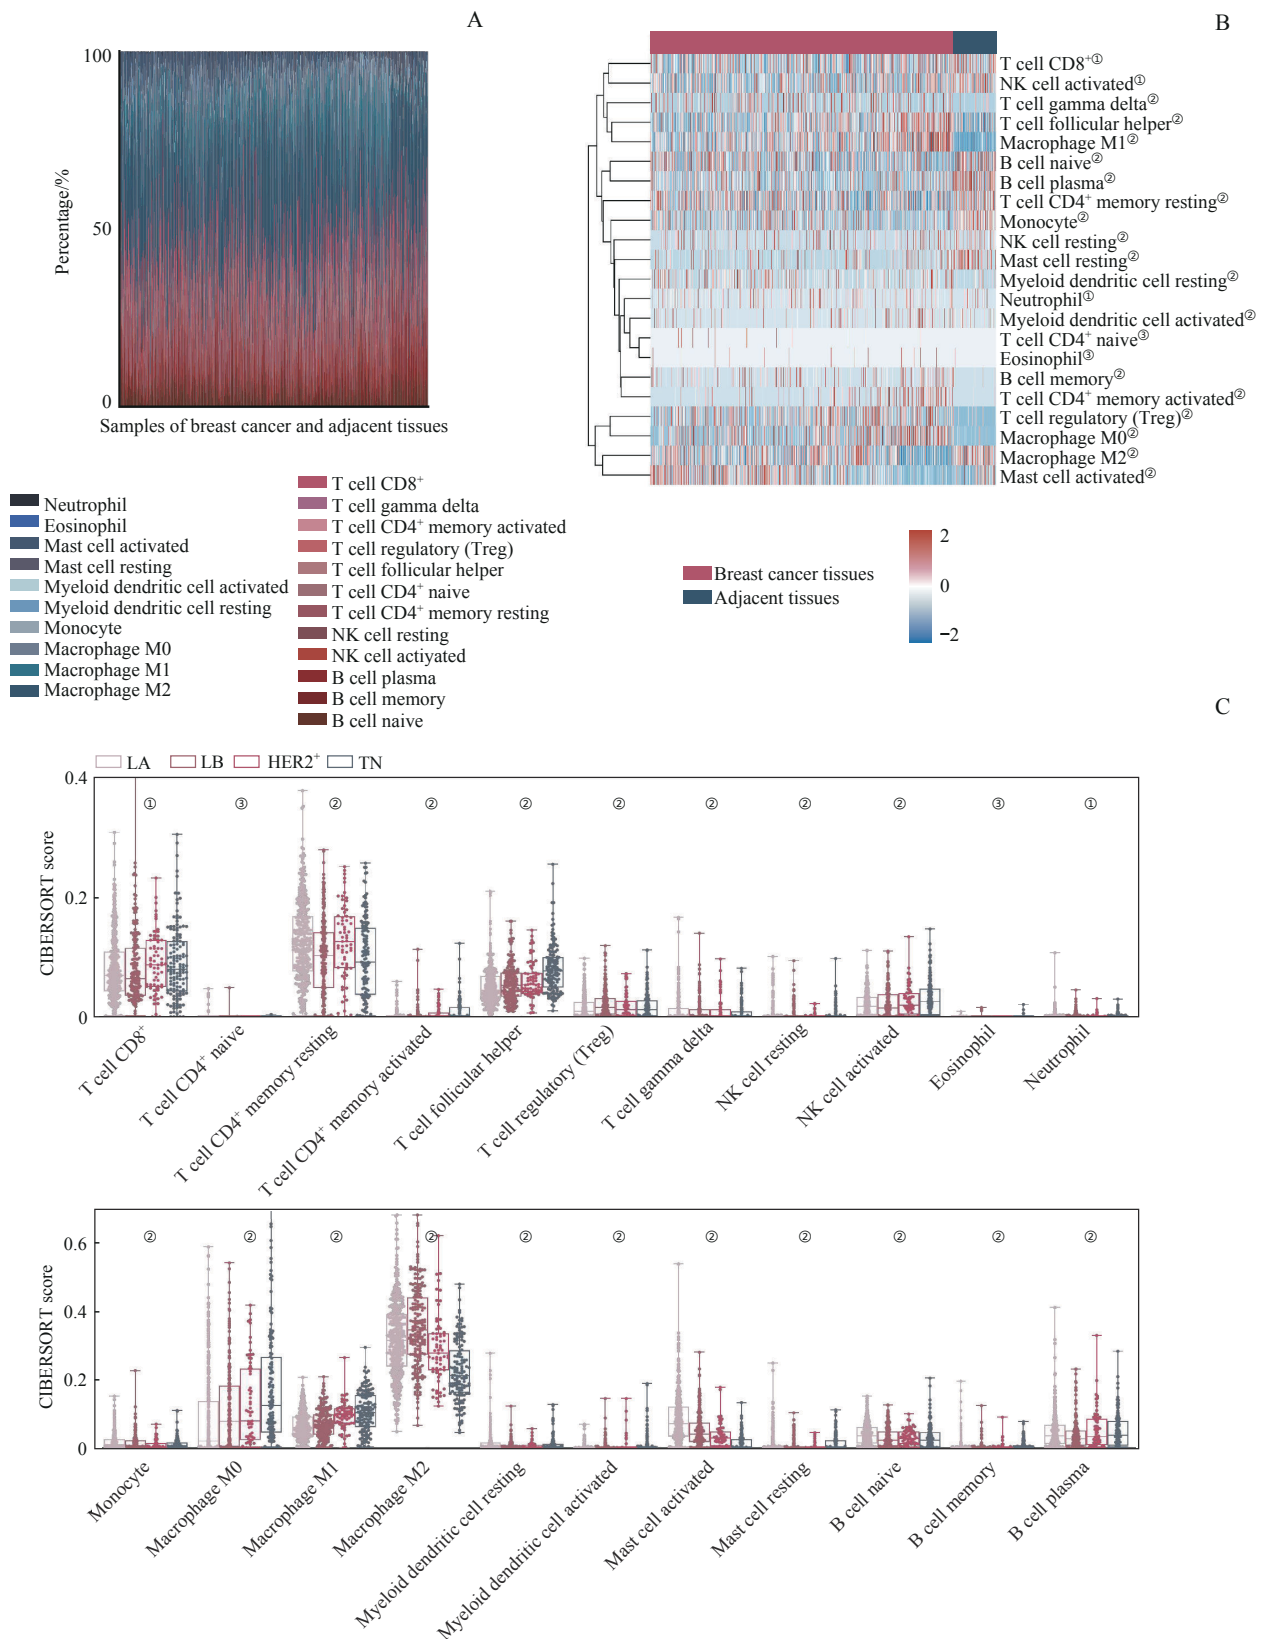 A
100
50
0
Percentage/%
Samples of breast cancer and adjacent tissues
Neutrophil
Eosinophil
Mast cell activated
Mast cell resting
Myeloid dendritic cell activated
Myeloid dendritic cell resting
Monocyte
Macrophage M0
Macrophage M1
Macrophage M2
T cell CD8⁺
T cell gamma delta
T cell CD4⁺ memory activated
T cell regulatory (Treg)
T cell follicular helper
T cell CD4⁺ naive
T cell CD4⁺ memory resting
NK cell resting
NK cell actiyated
B cell plasma
B cell memory
B cell naive
B
T cell CD8⁺①
NK cell activated①
T cell gamma delta②
T cell follicular helper②
Macrophage M1②
B cell naive②
B cell plasma②
T cell CD4⁺ memory resting②
Monocyte②
NK cell resting②
Mast cell resting②
Myeloid dendritic cell resting②
Neutrophil①
Myeloid dendritic cell activated②
T cell CD4⁺ naive③
Eosinophil③
B cell memory②
T cell CD4⁺ memory activated②
T cell regulatory (Treg)②
Macrophage M0②
Macrophage M2②
Mast cell activated②
Breast cancer tissues
Adjacent tissues
2
0
−2
C
LA LB HER2⁺ TN
0.4
0.2
0
CIBERSORT score
① ③ ② ② ② ② ② ② ② ③ ①
T cell CD8⁺
T cell CD4⁺ naive
T cell CD4⁺ memory resting
T cell CD4⁺ memory activated
T cell follicular helper
T cell regulatory (Treg)
T cell gamma delta
NK cell resting
NK cell activated
Eosinophil
Neutrophil
0.6
0.4
0.2
0
CIBERSORT score
② ② ② ② ② ② ② ② ② ② ②
Monocyte
Macrophage M0
Macrophage M1
Macrophage M2
Myeloid dendritic cell resting
Myeloid dendritic cell activated
Mast cell activated
Mast cell resting
B cell naive
B cell memory
B cell plasma